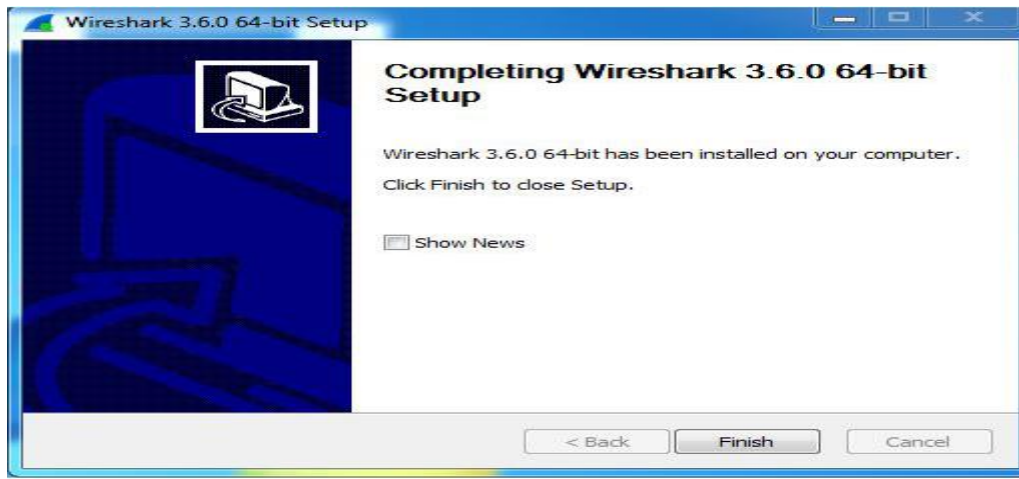 Wireshark 3.6.0 64-bit Setup
Completing Wireshark 3.6.0 64-bit
Setup
Wireshark 3.6.0 64-bit has been installed on your computer.
Click Finish to close Setup.
Show News
< Back Finish Cancel